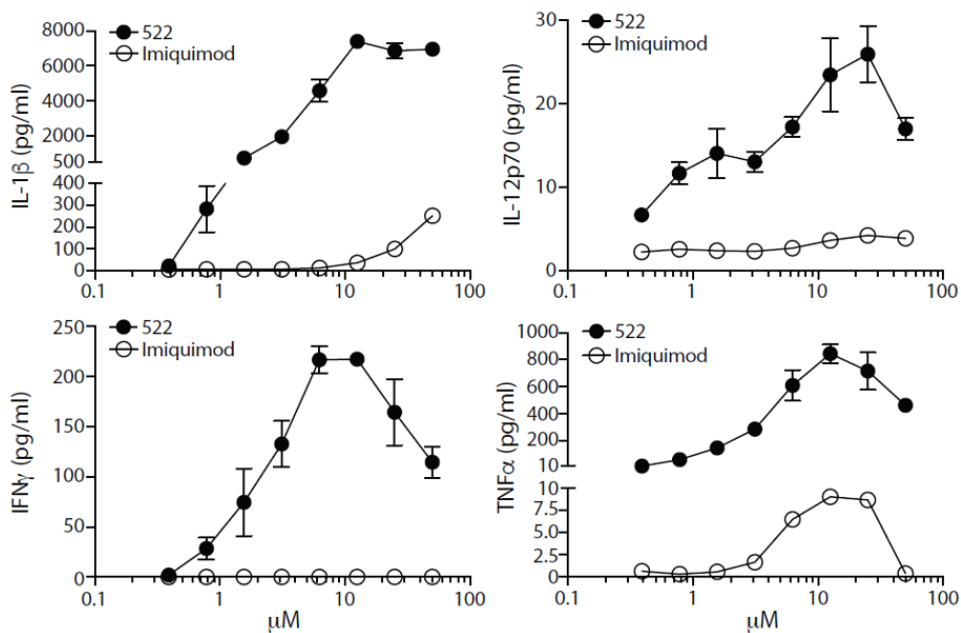 522
Imiquimod
IL-1β (pg/ml)
8000
6000
4000
2000
500
400
300
200
100
0
0.1 1 10 100
522
Imiquimod
IL-12p70 (pg/ml)
30
20
10
0
0.1 1 10 100
522
Imiquimod
IFNγ (pg/ml)
250
200
150
100
50
0
0.1 1 10 100
μM
522
Imiquimod
TNFα (pg/ml)
1000
800
600
400
200
10
10
7.5
5.0
2.5
0
0.1 1 10 100
μM